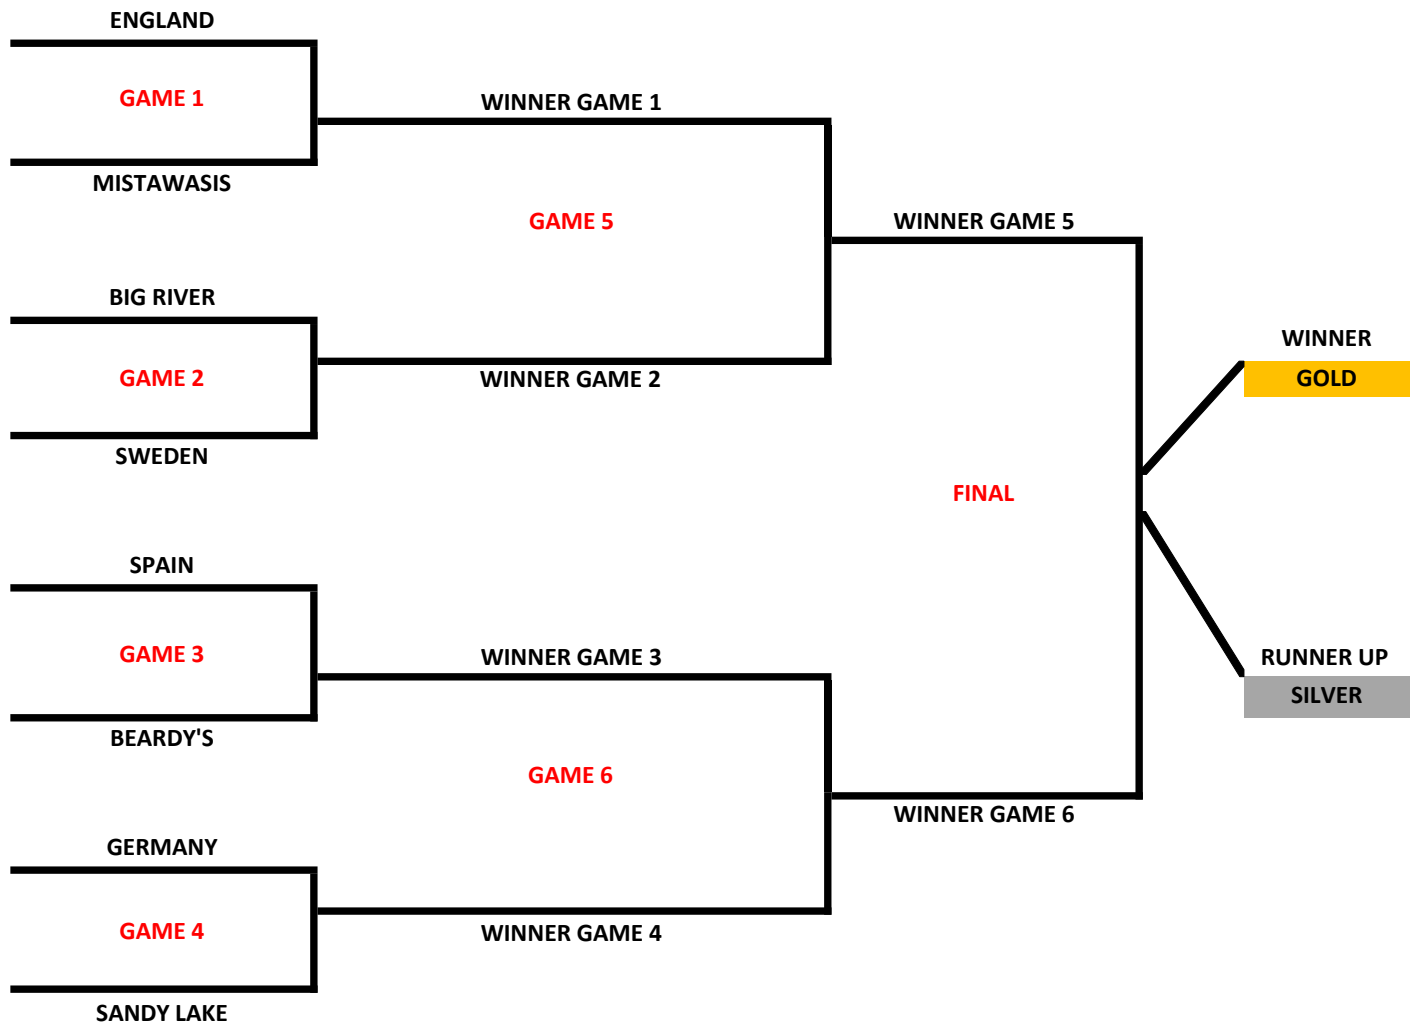 ENGLAND
GAME 1
WINNER GAME 1
MISTAWASIS
GAME 5
WINNER GAME 5
BIG RIVER
WINNER
GAME 2
WINNER GAME 2
GOLD
SWEDEN
FINAL
SPAIN
GAME 3
WINNER GAME 3
RUNNER UP
SILVER
BEARDY'S
GAME 6
WINNER GAME 6
GERMANY
GAME 4
WINNER GAME 4
SANDY LAKE